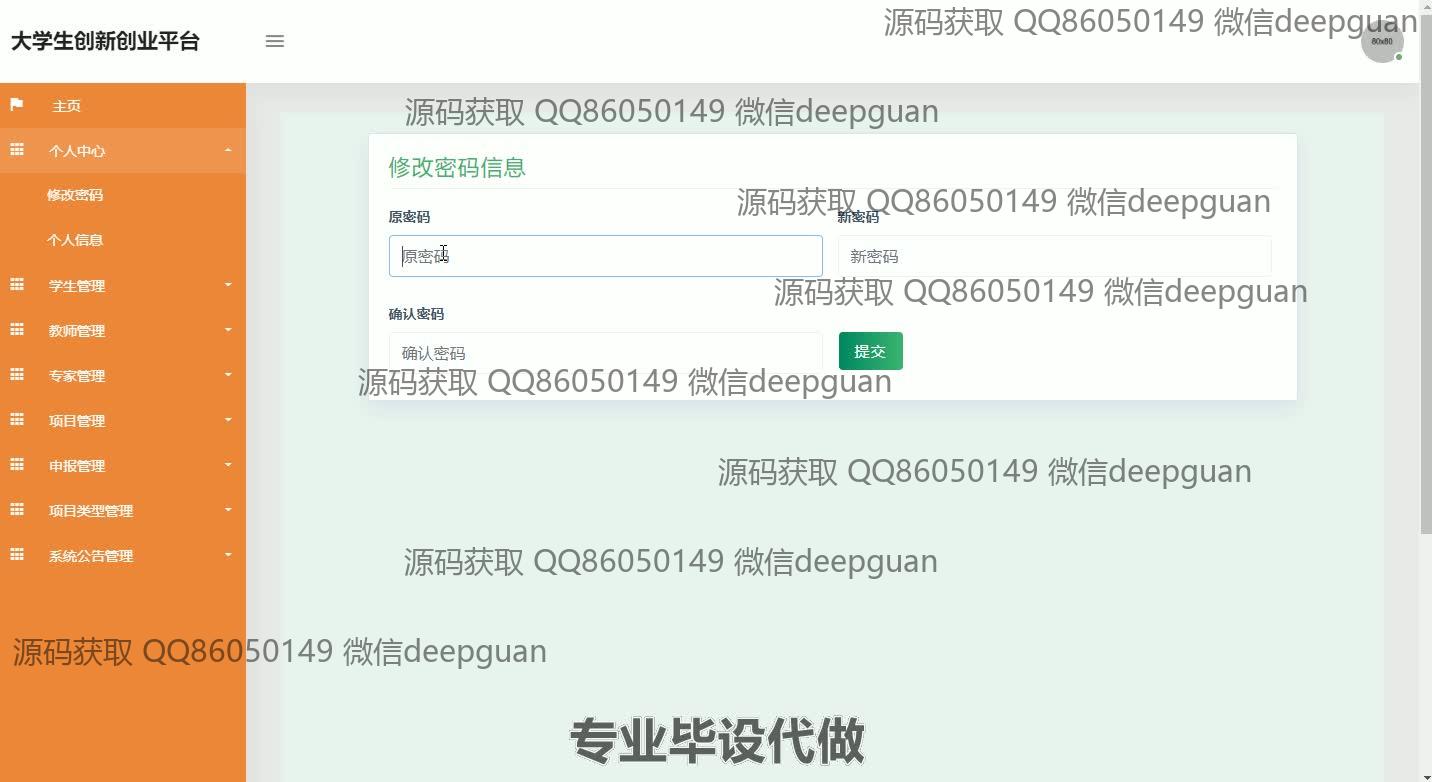 源码获取 QQ86050149 微信deepguan
大学生创新创业平台
80x80
主页
源码获取 QQ86050149 微信deepguan
个人中心
修改密码信息
修改密码
源码获取 QQ86050149 微信deepguan
原密码
新密码
个人信息
原密码
新密码
学生管理
源码获取 QQ86050149 微信deepguan
确认密码
教师管理
确认密码
提交
专家管理
源码获取 QQ86050149 微信deepguan
项目管理
申报管理
源码获取 QQ86050149 微信deepguan
项目类型管理
系统公告管理
源码获取 QQ86050149 微信deepguan
源码获取 QQ86050149 微信deepguan
专业毕设代做